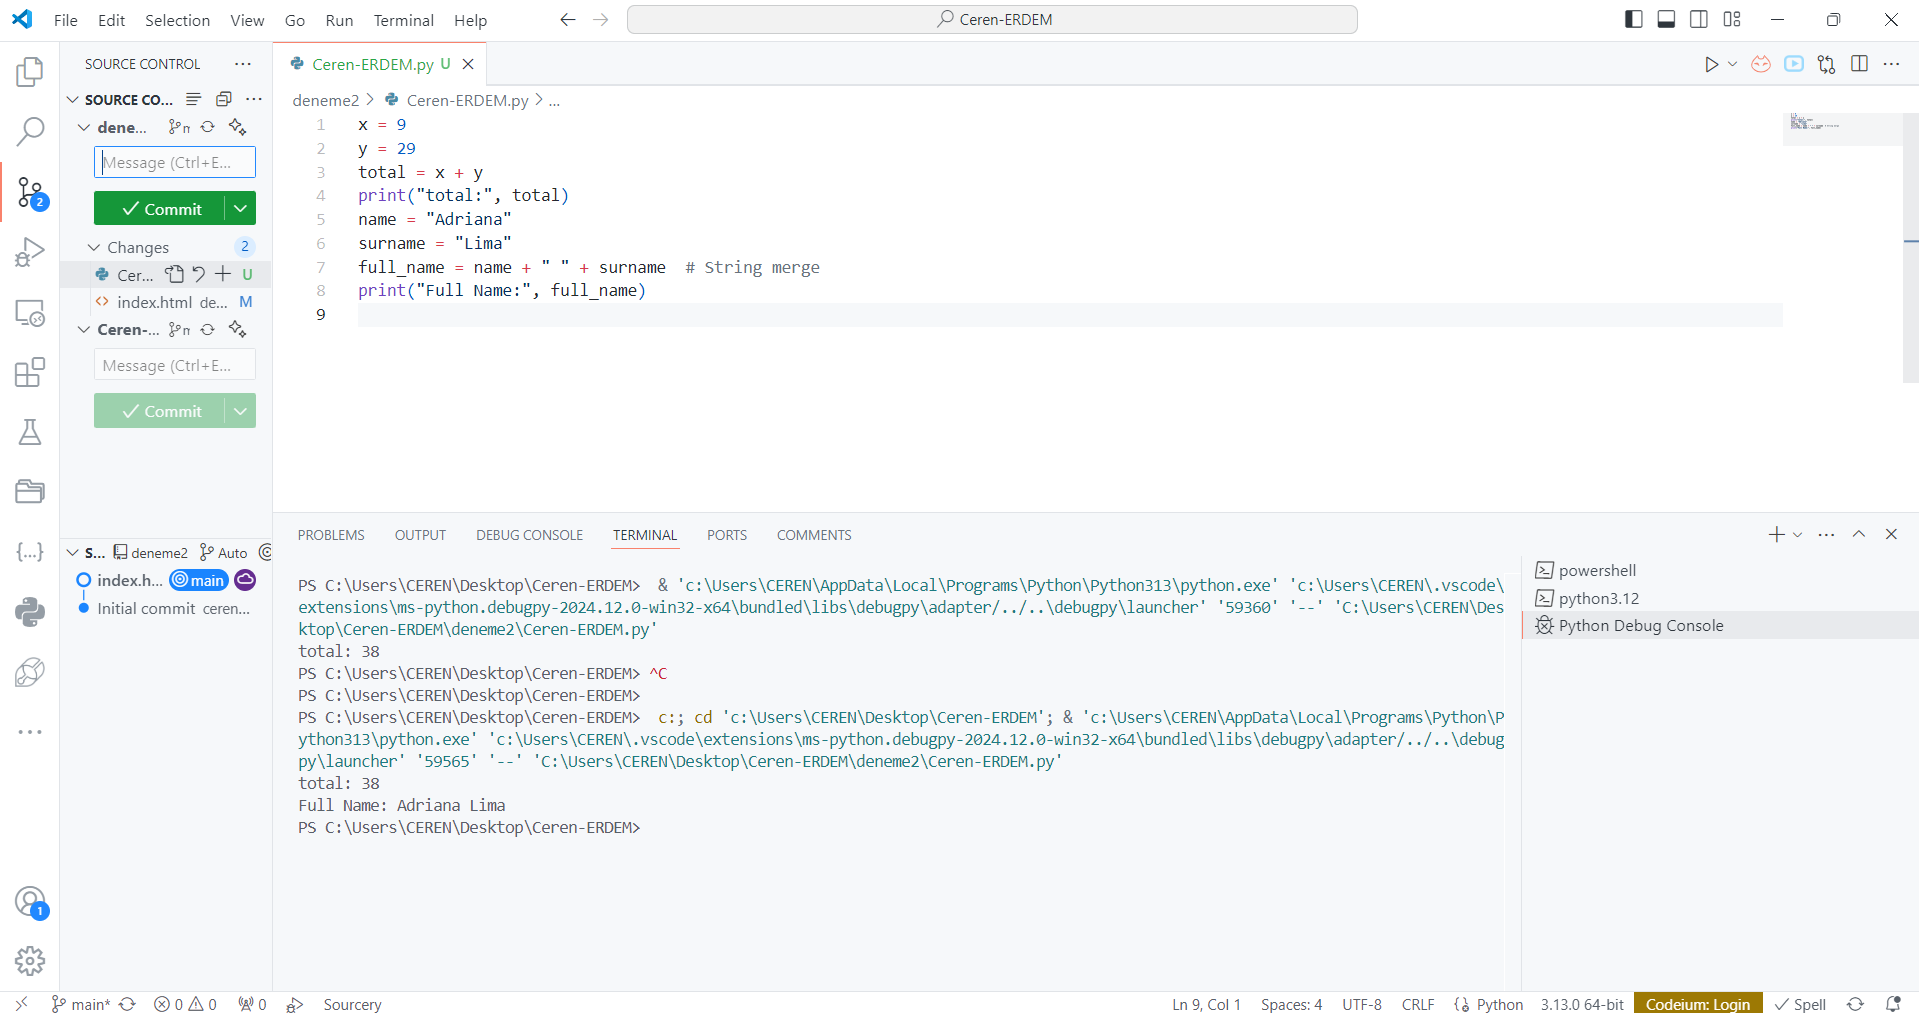 File Edit Selection View Go Run Terminal Help
Ceren-ERDEM
SOURCE CONTROL
SOURCE CO...
dene...
Message (Ctrl+E...
Commit
Changes 2
Cer... U
index.html de... M
Ceren-...
Message (Ctrl+E...
Commit
S... deneme2 Auto
index.h... main
Initial commit ceren...
2
1
Ceren-ERDEM.py U
deneme2 > Ceren-ERDEM.py > ...
1 x = 9
2 y = 29
3 total = x + y
4 print("total:", total)
5 name = "Adriana"
6 surname = "Lima"
7 full_name = name + " " + surname  # String merge
8 print("Full Name:", full_name)
9
PROBLEMS OUTPUT DEBUG CONSOLE TERMINAL PORTS COMMENTS
PS C:\Users\CEREN\Desktop\Ceren-ERDEM>  & 'c:\Users\CEREN\AppData\Local\Programs\Python\Python313\python.exe' 'c:\Users\CEREN\.vscode\
extensions\ms-python.debugpy-2024.12.0-win32-x64\bundled\libs\debugpy\adapter/../..\debugpy\launcher' '59360' '--' 'C:\Users\CEREN\Des
ktop\Ceren-ERDEM\deneme2\Ceren-ERDEM.py'
total: 38
PS C:\Users\CEREN\Desktop\Ceren-ERDEM> ^C
PS C:\Users\CEREN\Desktop\Ceren-ERDEM>
PS C:\Users\CEREN\Desktop\Ceren-ERDEM>  c:; cd 'c:\Users\CEREN\Desktop\Ceren-ERDEM'; & 'c:\Users\CEREN\AppData\Local\Programs\Python\P
ython313\python.exe' 'c:\Users\CEREN\.vscode\extensions\ms-python.debugpy-2024.12.0-win32-x64\bundled\libs\debugpy\adapter/../..\debug
py\launcher' '59565' '--' 'C:\Users\CEREN\Desktop\Ceren-ERDEM\deneme2\Ceren-ERDEM.py'
total: 38
Full Name: Adriana Lima
PS C:\Users\CEREN\Desktop\Ceren-ERDEM>
powershell
python3.12
Python Debug Console
main* 0 0 0 Sourcery Ln 9, Col 1 Spaces: 4 UTF-8 CRLF Python 3.13.0 64-bit Codeium: Login Spell